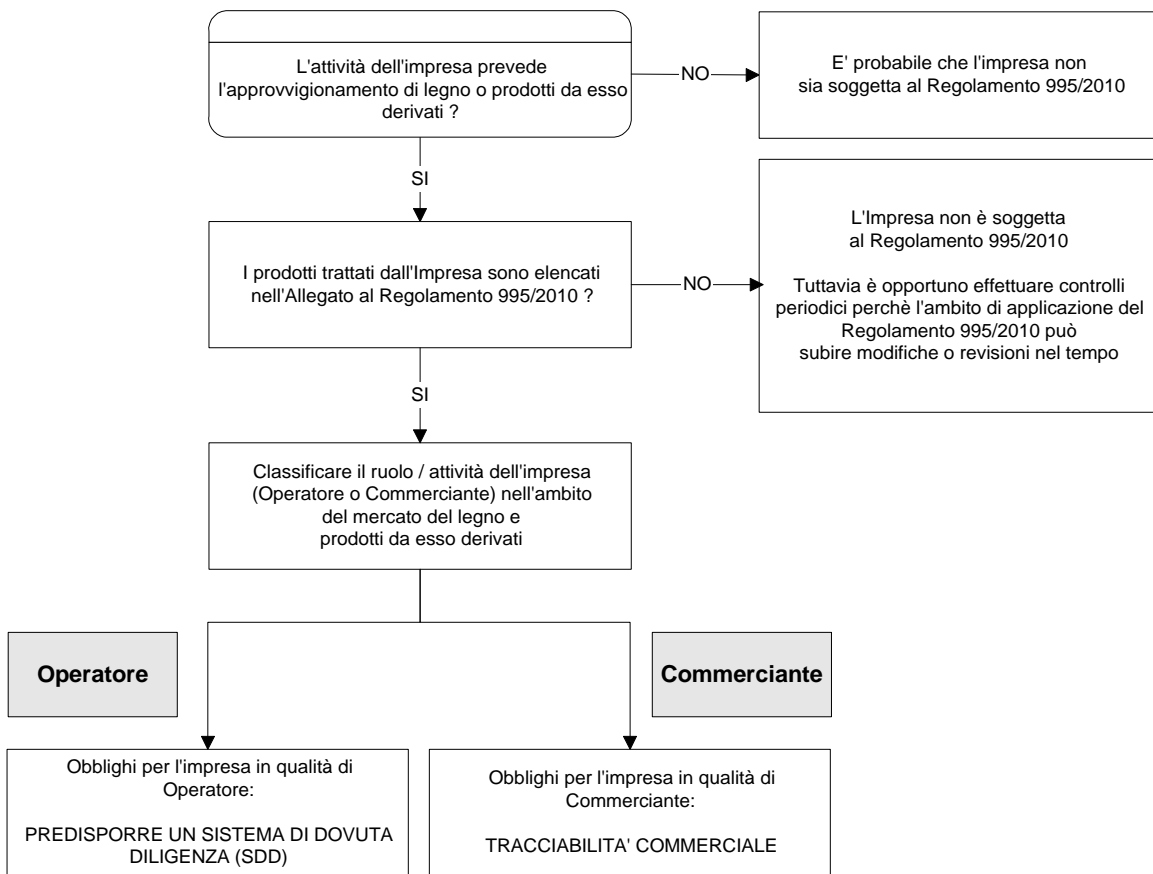 L'attività dell'impresa prevede
l'approvvigionamento di legno o prodotti da esso
derivati ?
NO
E' probabile che l'impresa non
sia soggetta al Regolamento 995/2010
SI
I prodotti trattati dall'Impresa sono elencati
nell'Allegato al Regolamento 995/2010 ?
NO
L'Impresa non è soggetta
al Regolamento 995/2010
Tuttavia è opportuno effettuare controlli
periodici perchè l'ambito di applicazione del
Regolamento 995/2010 può
subire modifiche o revisioni nel tempo
SI
Classificare il ruolo / attività dell'impresa
(Operatore o Commerciante) nell'ambito
del mercato del legno e
prodotti da esso derivati
Operatore
Commerciante
Obblighi per l'impresa in qualità di
Operatore:
PREDISPORRE UN SISTEMA DI DOVUTA
DILIGENZA (SDD)
Obblighi per l'impresa in qualità di
Commerciante:
TRACCIABILITA' COMMERCIALE